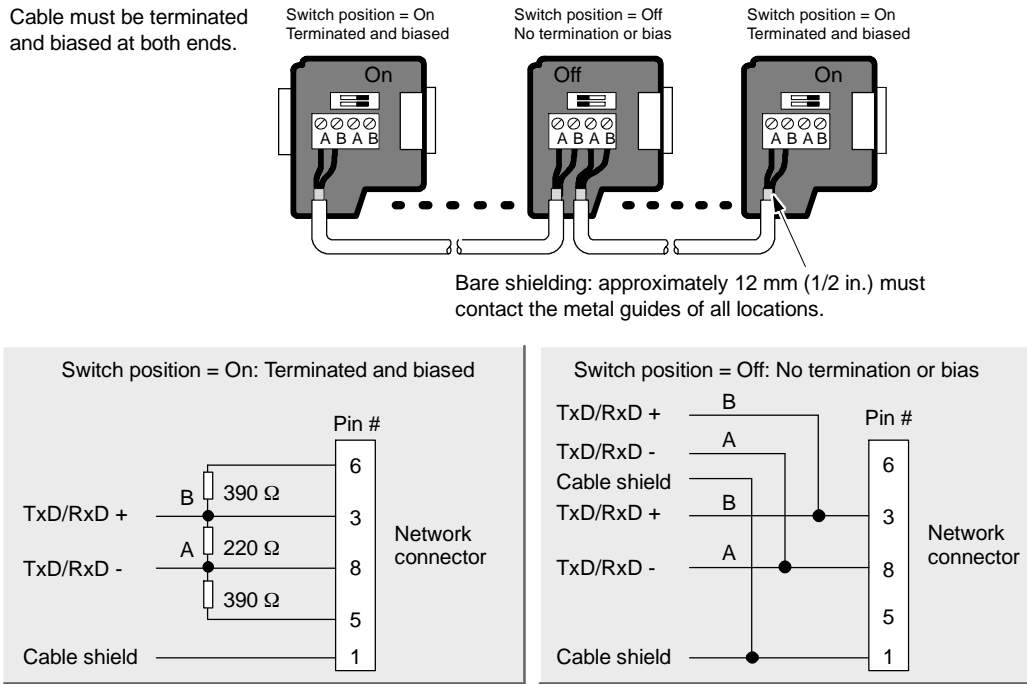 Cable must be terminated
and biased at both ends.
Switch position = On
Terminated and biased
Switch position = Off
No termination or bias
Switch position = On
Terminated and biased
On
Off
On
A B A B
A B A B
A B A B
Bare shielding: approximately 12 mm (1/2 in.) must
contact the metal guides of all locations.
Switch position = On: Terminated and biased
Pin #
6
390 Ω
B
TxD/RxD +
3
220 Ω
A
TxD/RxD -
8
Network
connector
390 Ω
5
Cable shield
1
Switch position = Off: No termination or bias
TxD/RxD +
B
Pin #
TxD/RxD -
A
6
Cable shield
TxD/RxD +
B
3
Network
connector
TxD/RxD -
A
8
5
Cable shield
1